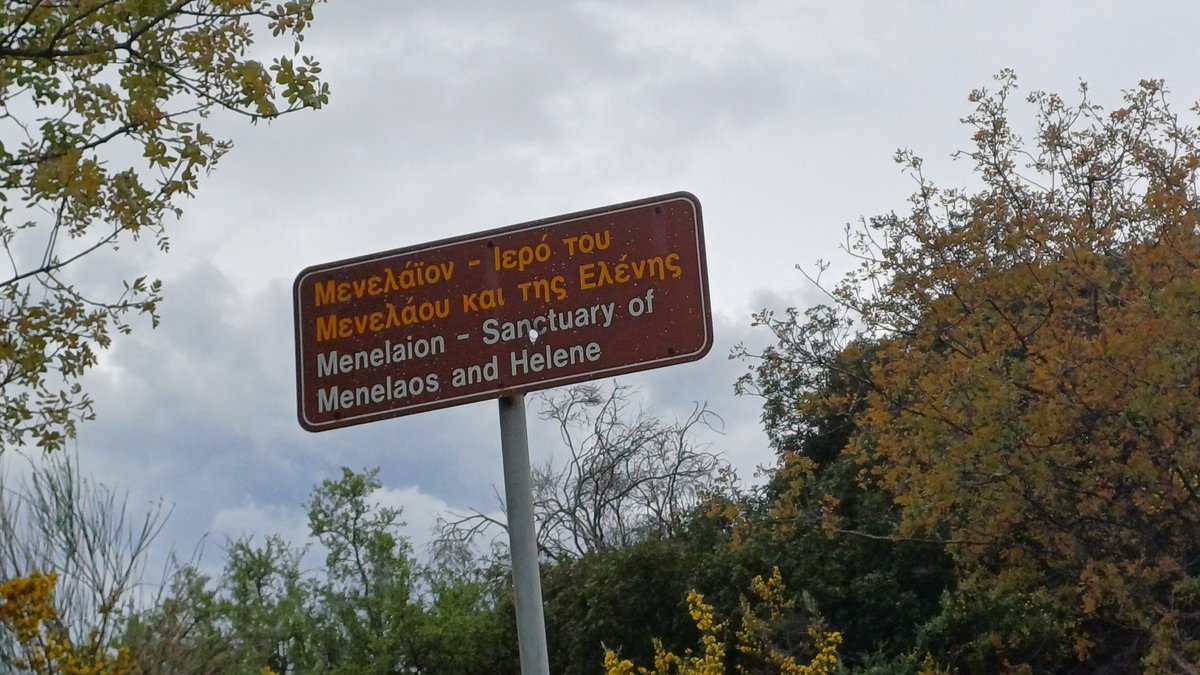 Μενελάϊον - Ιερό του
Μενελάου και της Ελένης
Menelaion - Sanctuary of
Menelaos and Helene